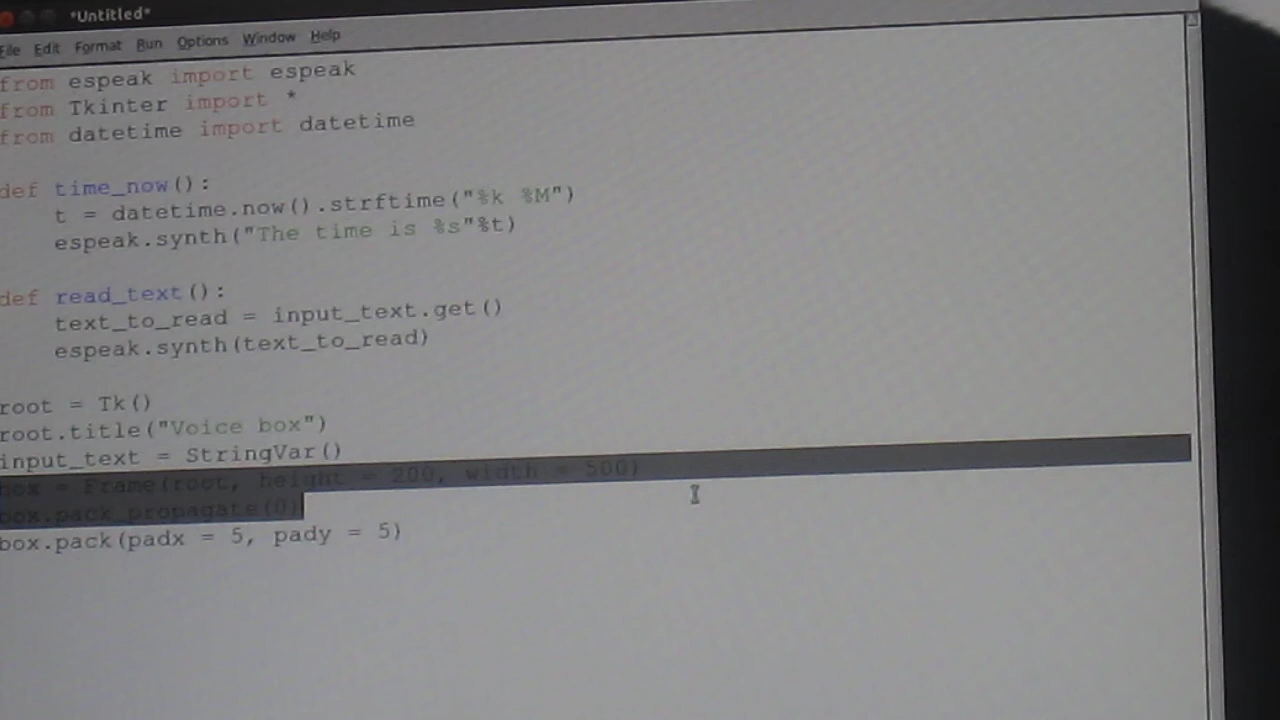 *Untitled*
File Edit Format Run Options Window Help
from espeak import espeak
from Tkinter import *
from datetime import datetime
def time_now():
t = datetime.now().strftime("%k %M")
espeak.synth("The time is %s"%t)
def read_text():
text_to_read = input_text.get()
espeak.synth(text_to_read)
root = Tk()
root.title("Voice box")
input_text = StringVar()
box = Frame(root, height = 200, width = 500)
box.pack_propagate(0)
box.pack(padx = 5, pady = 5)